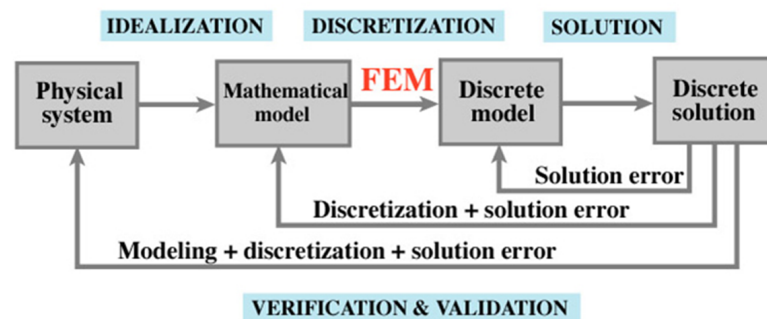 IDEALIZATION DISCRETIZATION SOLUTION
FEM
Physical
system
Mathematical
model
Discrete
model
Discrete
solution
Solution error
Discretization + solution error
Modeling + discretization + solution error
VERIFICATION & VALIDATION